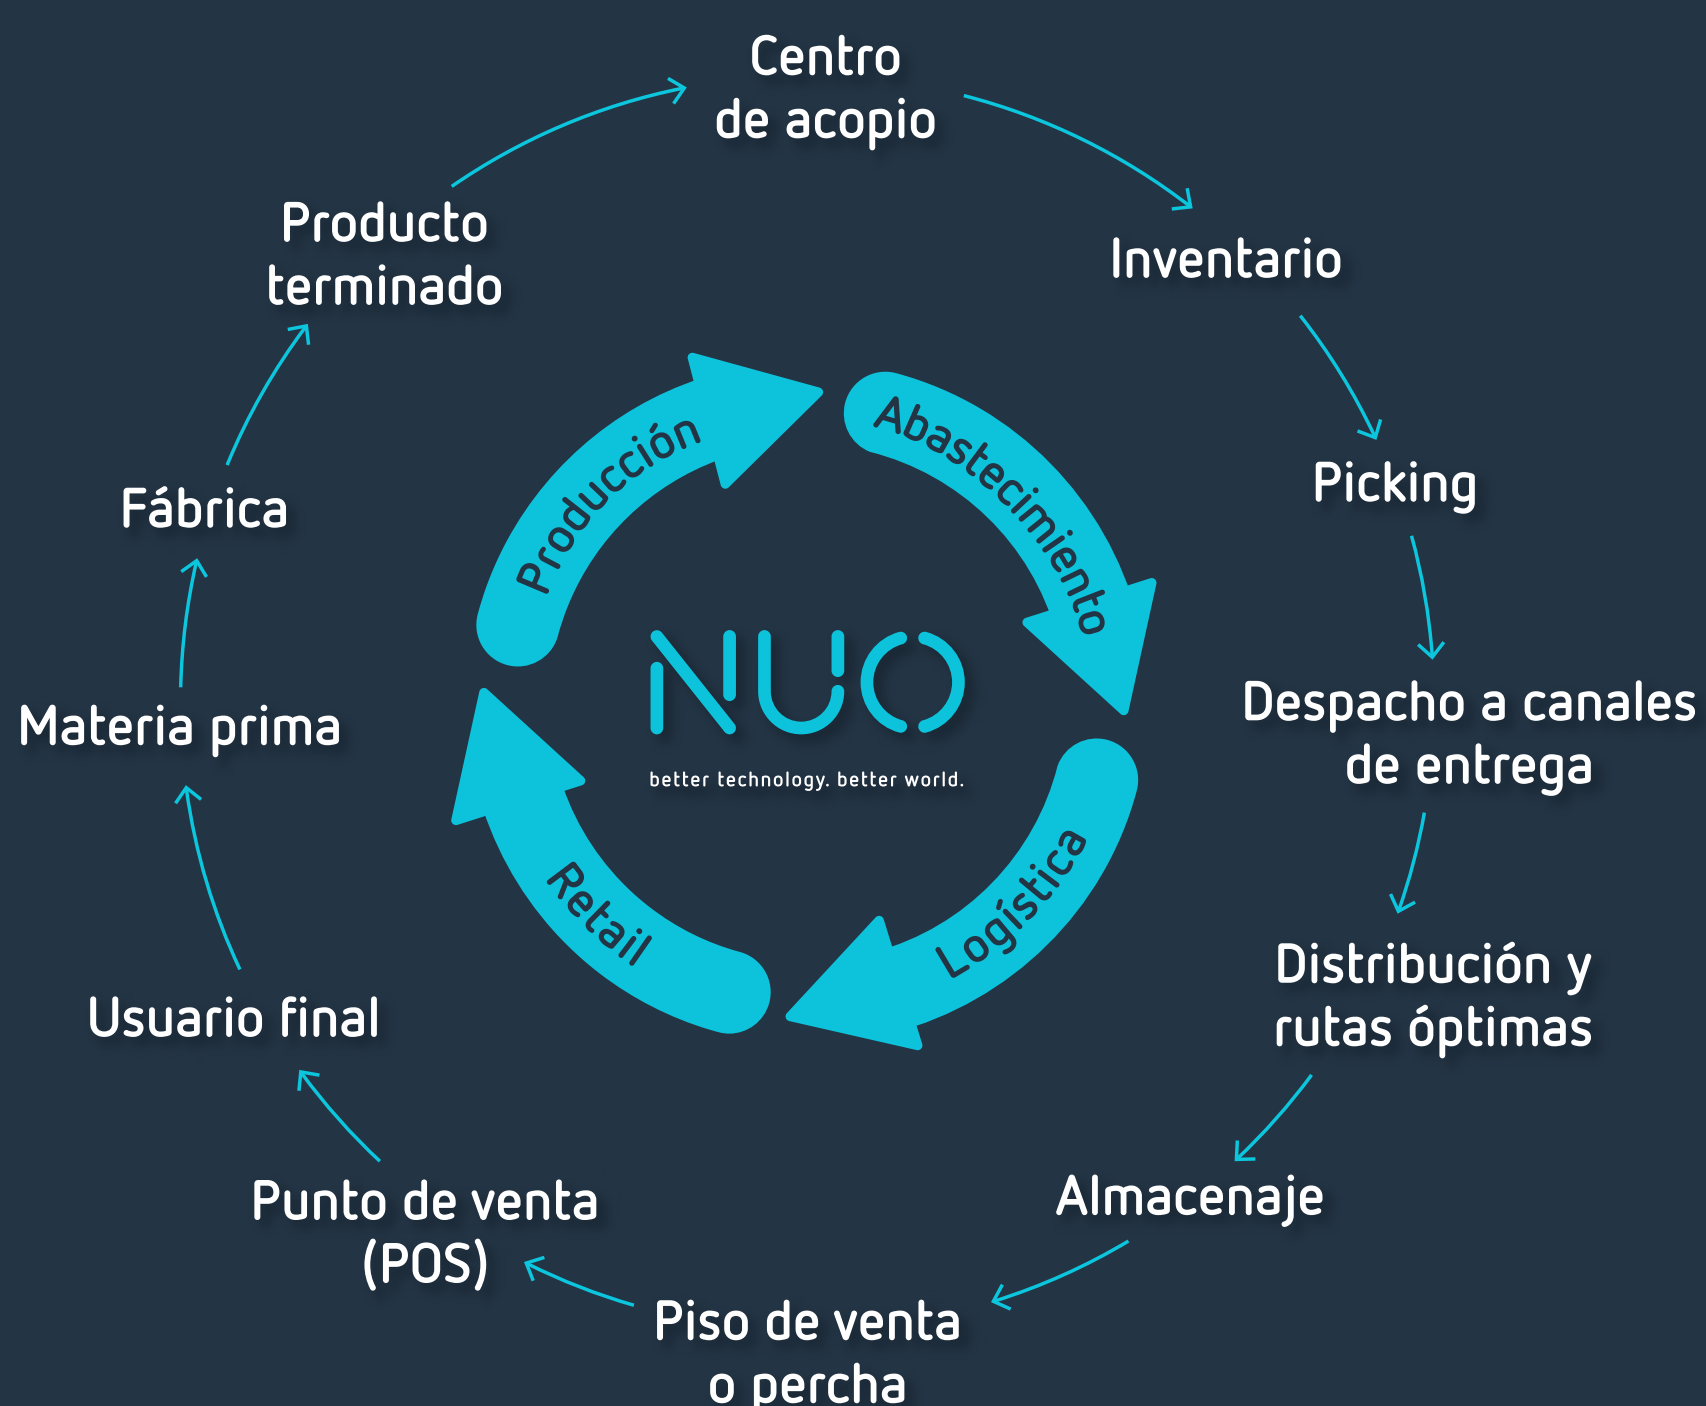 Centro
de acopio
Inventario
Picking
Despacho a canales
de entrega
Distribución y
rutas óptimas
Almacenaje
Piso de venta
o percha
Punto de venta
(POS)
Usuario final
Materia prima
Fábrica
Producto
terminado
Producción
Abastecimiento
Logística
Retail
NUO
better technology. better world.